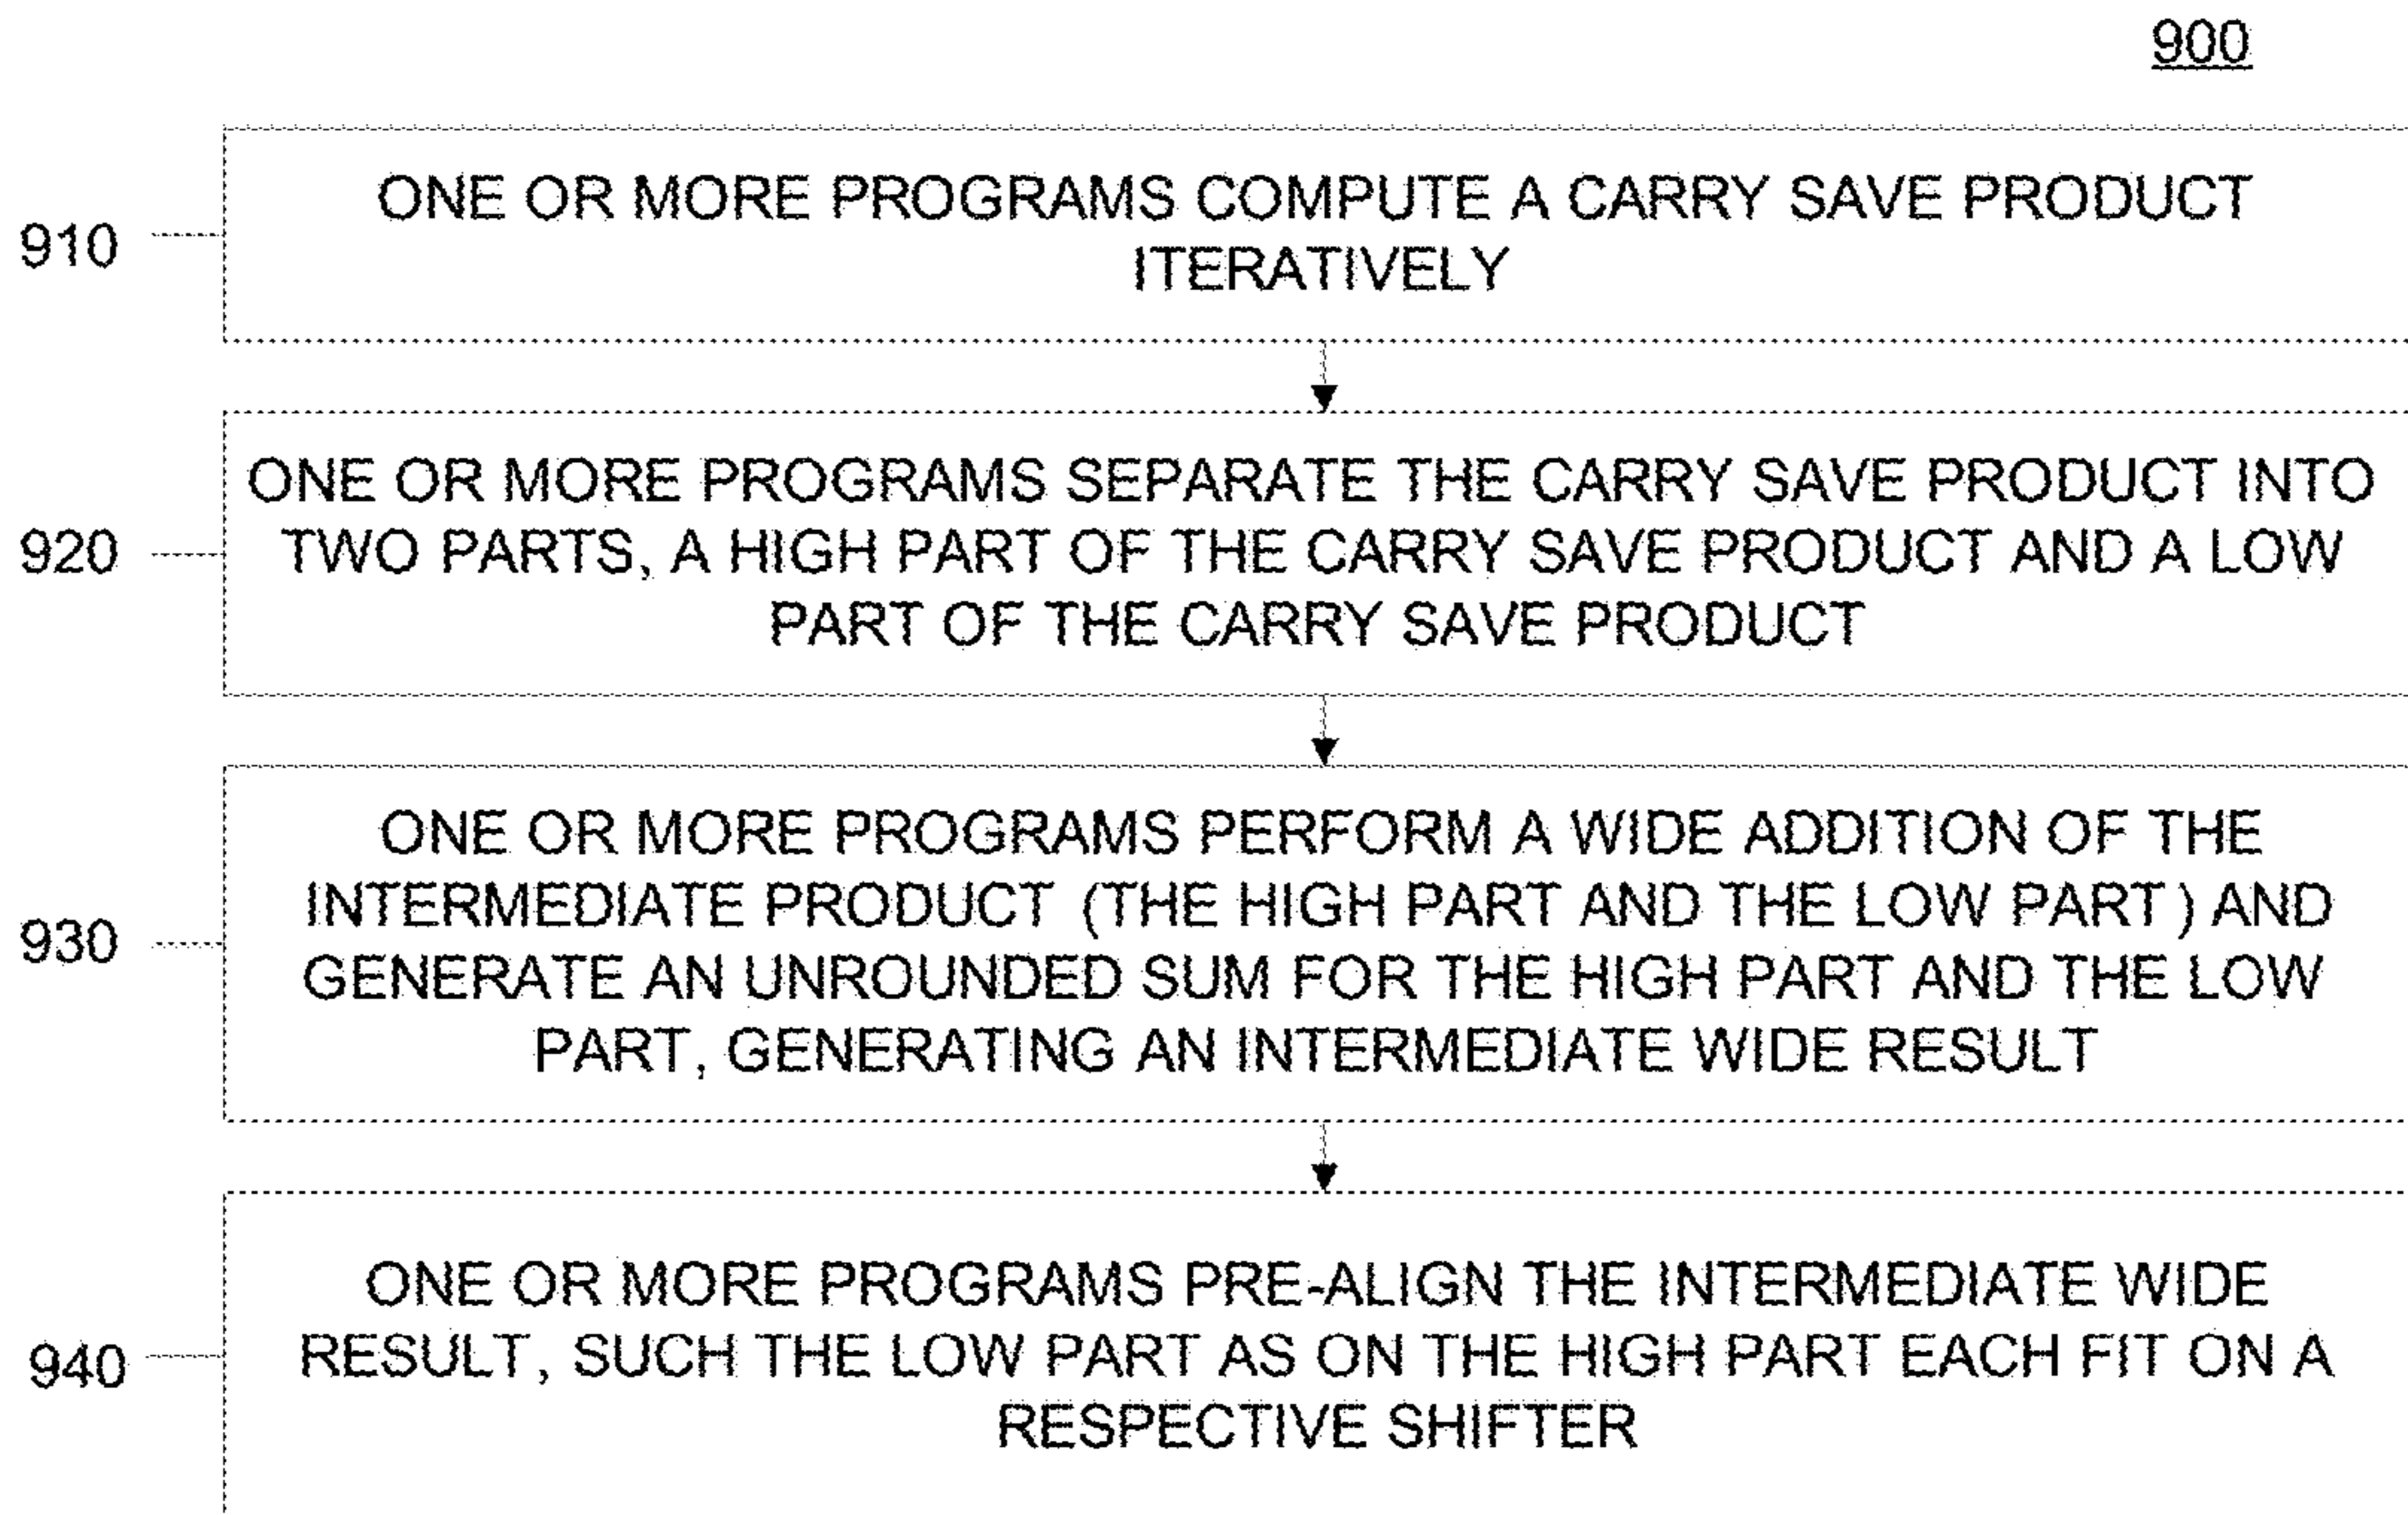 900
910
ONE OR MORE PROGRAMS COMPUTE A CARRY SAVE PRODUCT
ITERATIVELY
920
ONE OR MORE PROGRAMS SEPARATE THE CARRY SAVE PRODUCT INTO
TWO PARTS, A HIGH PART OF THE CARRY SAVE PRODUCT AND A LOW
PART OF THE CARRY SAVE PRODUCT
930
ONE OR MORE PROGRAMS PERFORM A WIDE ADDITION OF THE
INTERMEDIATE PRODUCT (THE HIGH PART AND THE LOW PART) AND
GENERATE AN UNROUNDED SUM FOR THE HIGH PART AND THE LOW
PART, GENERATING AN INTERMEDIATE WIDE RESULT
940
ONE OR MORE PROGRAMS PRE-ALIGN THE INTERMEDIATE WIDE
RESULT, SUCH THE LOW PART AS ON THE HIGH PART EACH FIT ON A
RESPECTIVE SHIFTER